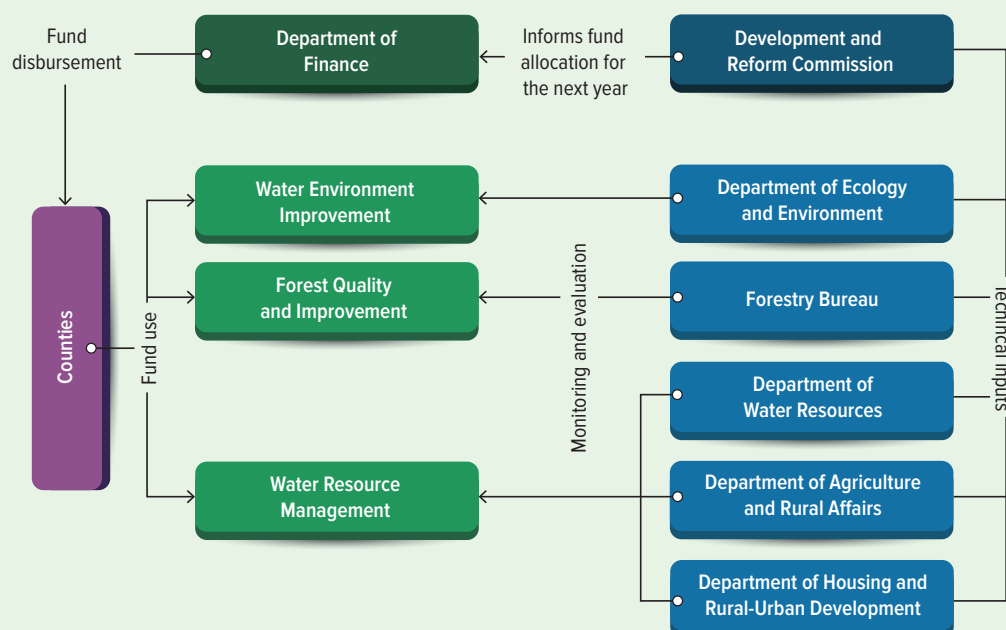 Fund
disbursement
Department of
Finance
Informs fund
allocation for
the next year
Development and
Reform Commission
Water Environment
Improvement
Department of Ecology
and Environment
Forest Quality
and Improvement
Forestry Bureau
Counties
Fund use
Monitoring and evaluation
Technical inputs
Department of
Water Resources
Water Resource
Management
Department of Agriculture
and Rural Affairs
Department of Housing and
Rural-Urban Development